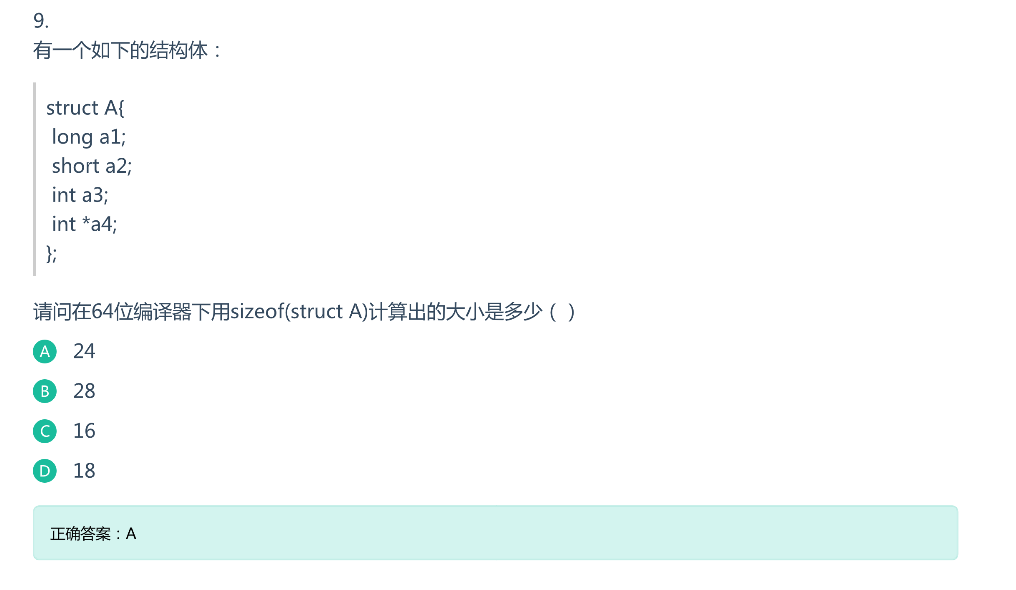 9.
有一个如下的结构体：
struct A{
long a1;
short a2;
int a3;
int *a4;
};
请问在64位编译器下用sizeof(struct A)计算出的大小是多少（ ）
A 24
B 28
C 16
D 18
正确答案：A